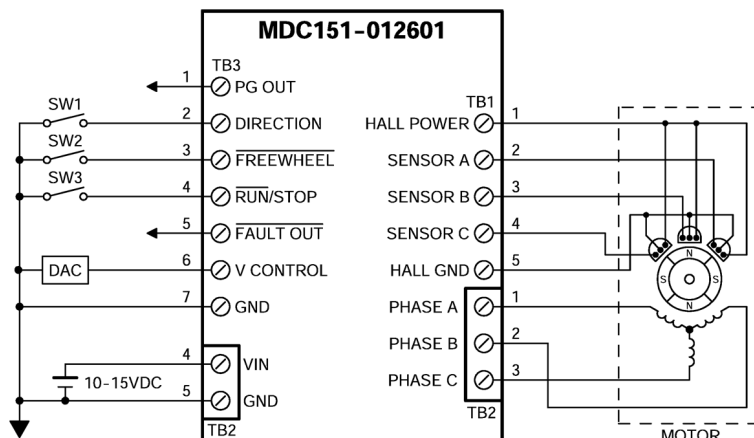 MDC151-012601
TB3
1 PG OUT
SW1
2 DIRECTION
SW2
3 FREEWHEEL
SW3
4 RUN/STOP
5 FAULT OUT
DAC
6 V CONTROL
7 GND
4 VIN
10-15VDC
5 GND
TB2
TB1
HALL POWER 1
SENSOR A 2
SENSOR B 3
SENSOR C 4
HALL GND 5
PHASE A 1
PHASE B 2
PHASE C 3
TB2
N
S
S
N
MOTOR